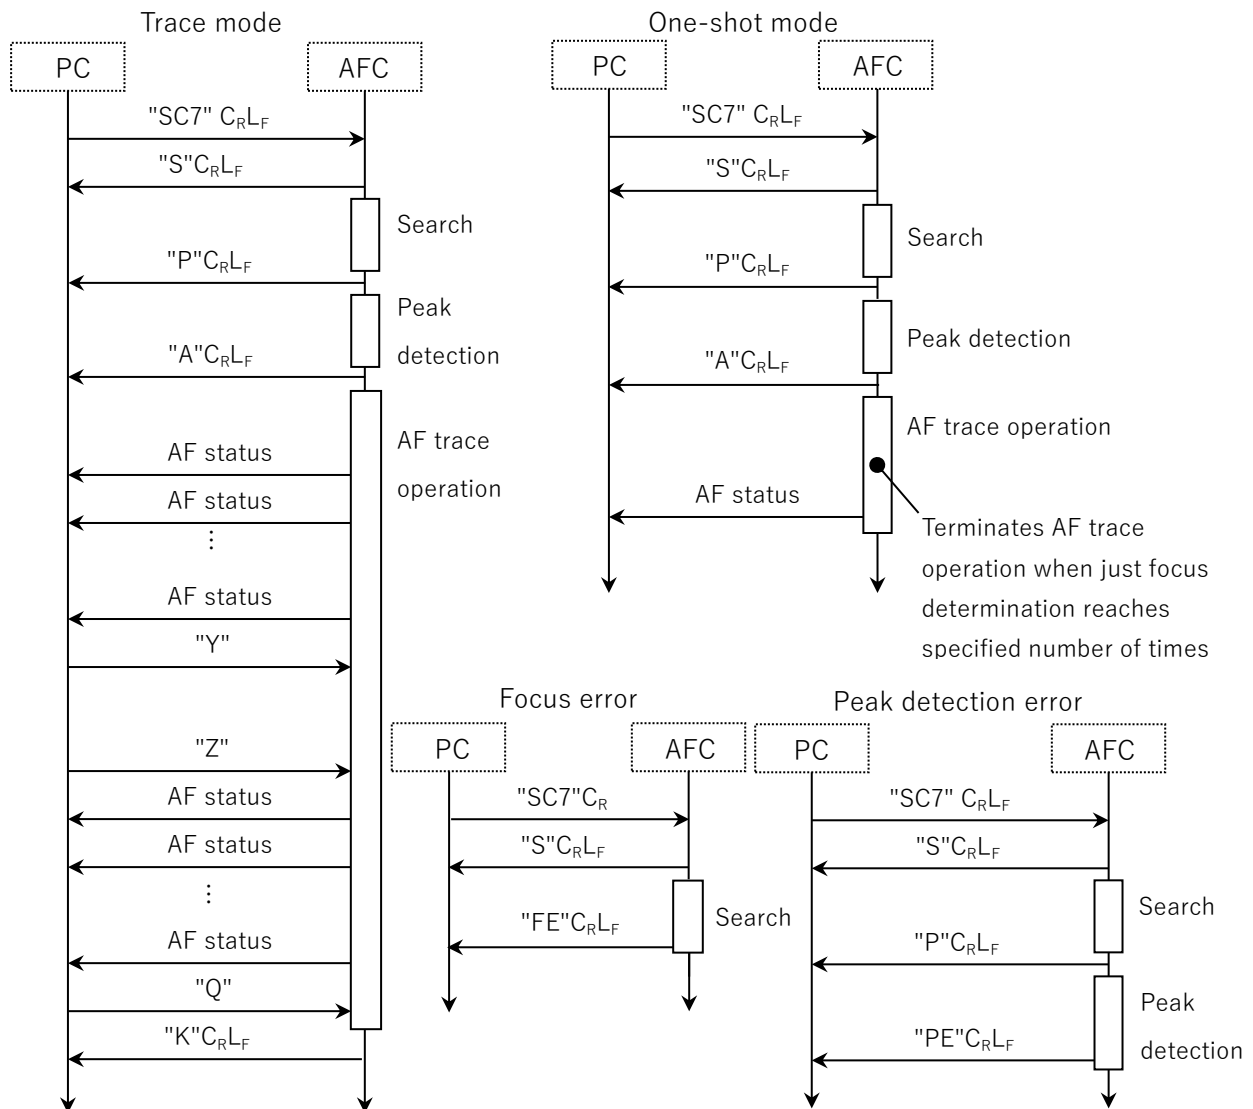 Trace mode
PC
AFC
"SC7" CRLF
"S"CRLF
Search
"P"CRLF
Peak
detection
"A"CRLF
AF trace
operation
AF status
AF status
⋮
AF status
"Y"
"Z"
AF status
AF status
⋮
AF status
"Q"
"K"CRLF
One-shot mode
PC
AFC
"SC7" CRLF
"S"CRLF
Search
"P"CRLF
Peak detection
"A"CRLF
AF trace operation
AF status
Terminates AF trace
operation when just focus
determination reaches
specified number of times
Focus error
PC
AFC
"SC7"CR
"S"CRLF
Search
"FE"CRLF
Peak detection error
PC
AFC
"SC7" CRLF
"S"CRLF
Search
"P"CRLF
Peak
detection
"PE"CRLF